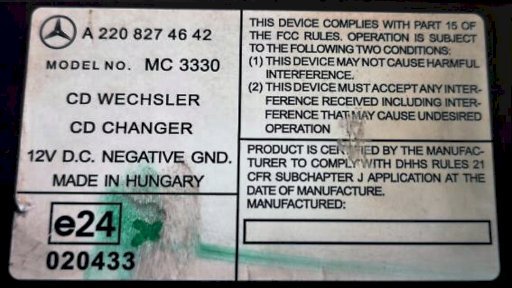 A 220 827 46 42
MODEL NO. MC 3330
CD WECHSLER
CD CHANGER
12V D.C. NEGATIVE GND.
MADE IN HUNGARY
e24
020433
THIS DEVICE COMPLIES WITH PART 15 OF
THE FCC RULES. OPERATION IS SUBJECT
TO THE FOLLOWING TWO CONDITIONS:
(1) THIS DEVICE MAY NOT CAUSE HARMFUL
INTERFERENCE.
(2) THIS DEVICE MUST ACCEPT ANY INTER-
FERENCE RECEIVED INCLUDING INTER-
FERENCE THAT MAY CAUSE UNDESIRED
OPERATION
PRODUCT IS CERTIFIED BY THE MANUFAC-
TURER TO COMPLY WITH DHHS RULES 21
CFR SUBCHAPTER J APPLICATION AT THE
DATE OF MANUFACTURE.
MANUFACTURED: